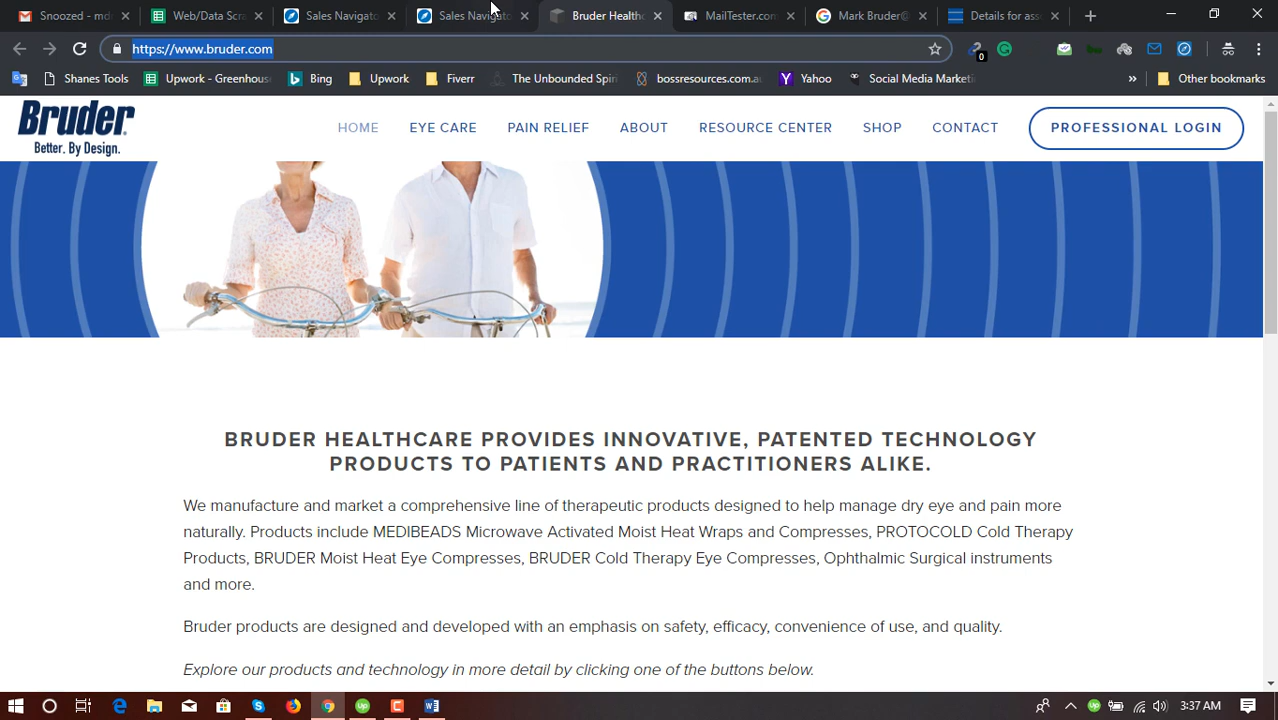 Snoozed - md
Web/Data Scra
Sales Navigato
Sales Navigato
Bruder Healthc
MailTester.com
Mark Bruder@
Details for ass
https://www.bruder.com
0
Shanes Tools
Upwork - Greenhous
Bing
Upwork
Fiverr
The Unbounded Spiri
bossresources.com.au
Yahoo
Social Media Marketi
»
Other bookmarks
Bruder
Better. By Design.
HOME
EYE CARE
PAIN RELIEF
ABOUT
RESOURCE CENTER
SHOP
CONTACT
PROFESSIONAL LOGIN
BRUDER HEALTHCARE PROVIDES INNOVATIVE, PATENTED TECHNOLOGY
PRODUCTS TO PATIENTS AND PRACTITIONERS ALIKE.
We manufacture and market a comprehensive line of therapeutic products designed to help manage dry eye and pain more
naturally. Products include MEDIBEADS Microwave Activated Moist Heat Wraps and Compresses, PROTOCOLD Cold Therapy
Products, BRUDER Moist Heat Eye Compresses, BRUDER Cold Therapy Eye Compresses, Ophthalmic Surgical instruments
and more.
Bruder products are designed and developed with an emphasis on safety, efficacy, convenience of use, and quality.
Explore our products and technology in more detail by clicking one of the buttons below.
3:37 AM